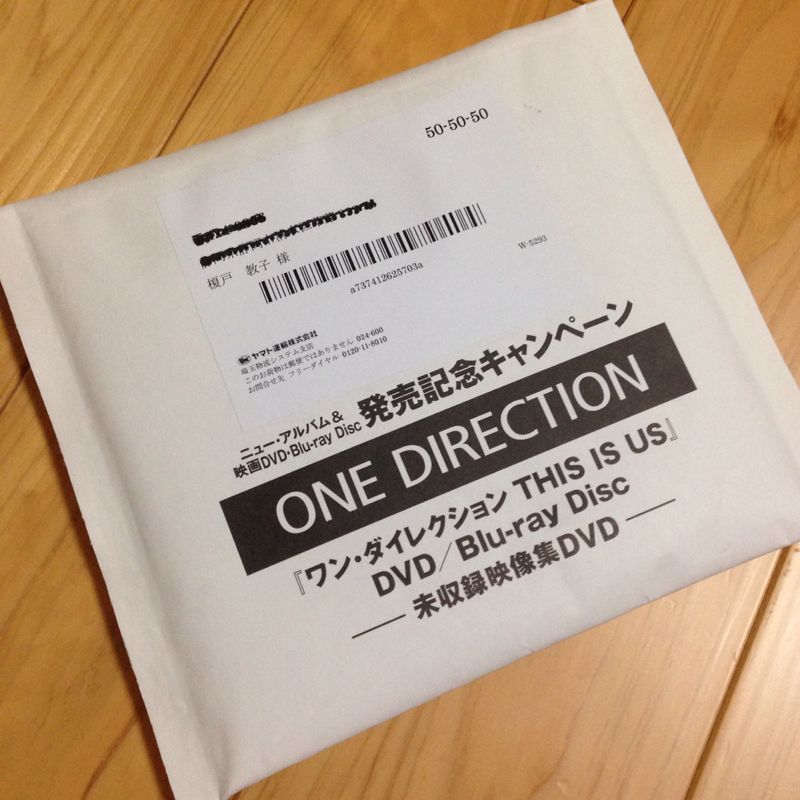 50-50-50
榎戸 教子 様
a737412625703a
W-5293
ヤマト運輸株式会社
埼玉物流システム支店
このお荷物は郵便ではありません 024-600
お問合せ先 フリーダイヤル 0120-11-8010
ニュー・アルバム&
映画DVD・Blu-ray Disc 発売記念キャンペーン
ONE DIRECTION
『ワン・ダイレクション THIS IS US』
DVD/Blu-ray Disc
未収録映像集DVD